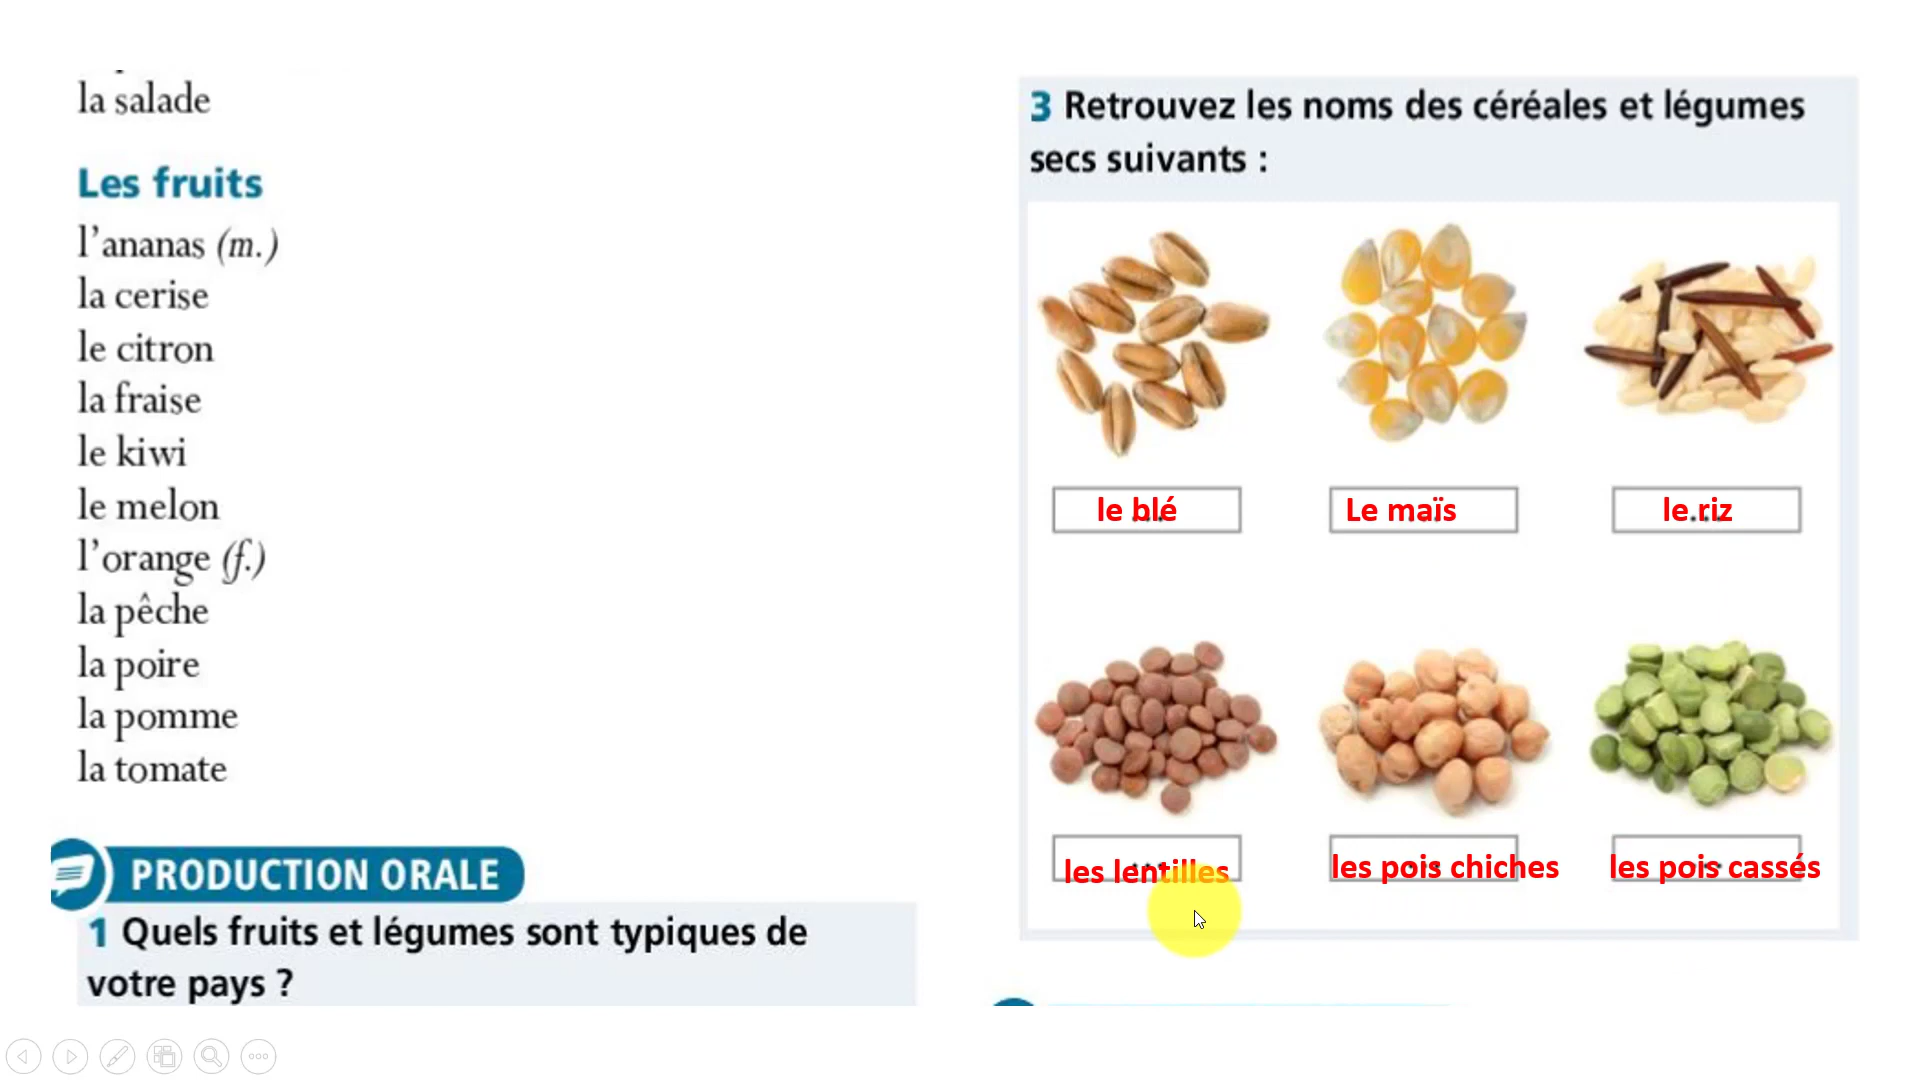 la salade
Les fruits
l'ananas (m.)
la cerise
le citron
la fraise
le kiwi
le melon
l'orange (f.)
la pêche
la poire
la pomme
la tomate
PRODUCTION ORALE
1 Quels fruits et légumes sont typiques de
votre pays ?
3 Retrouvez les noms des céréales et légumes
secs suivants :
le blé
Le maïs
le riz
les lentilles
les pois chiches
les pois cassés